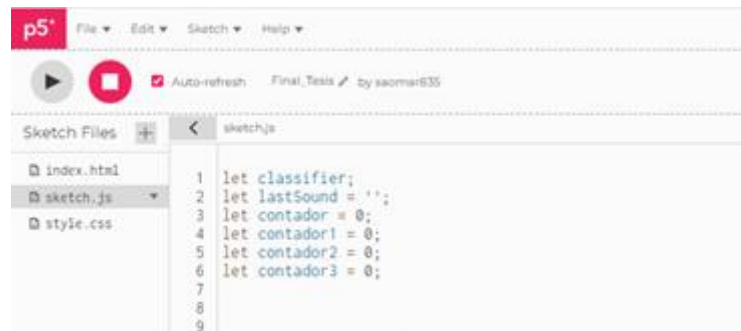 p5* File ▾ Edit ▾ Sketch ▾ Help ▾
Auto-refresh Final_Tesis by saomar635
Sketch Files + < sketch.js
index.html
sketch.js
style.css
1 let classifier;
2 let lastSound = '';
3 let contador = 0;
4 let contador1 = 0;
5 let contador2 = 0;
6 let contador3 = 0;
7
8
9